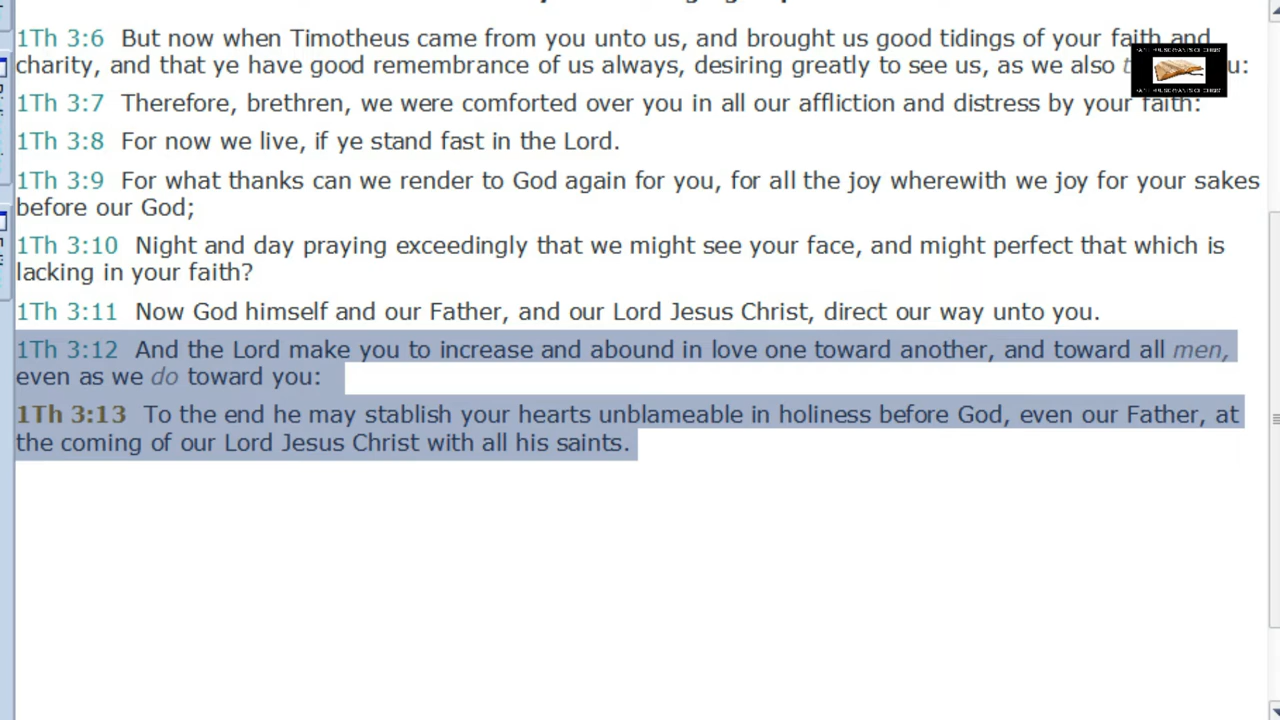 1Th 3:6 But now when Timotheus came from you unto us, and brought us good tidings of your faith and
charity, and that ye have good remembrance of us always, desiring greatly to see us, as we also u:
1Th 3:7 Therefore, brethren, we were comforted over you in all our affliction and distress by your faith:
1Th 3:8 For now we live, if ye stand fast in the Lord.
1Th 3:9 For what thanks can we render to God again for you, for all the joy wherewith we joy for your sakes
before our God;
1Th 3:10 Night and day praying exceedingly that we might see your face, and might perfect that which is
lacking in your faith?
1Th 3:11 Now God himself and our Father, and our Lord Jesus Christ, direct our way unto you.
1Th 3:12 And the Lord make you to increase and abound in love one toward another, and toward all men,
even as we do toward you:
1Th 3:13 To the end he may stablish your hearts unblameable in holiness before God, even our Father, at
the coming of our Lord Jesus Christ with all his saints.